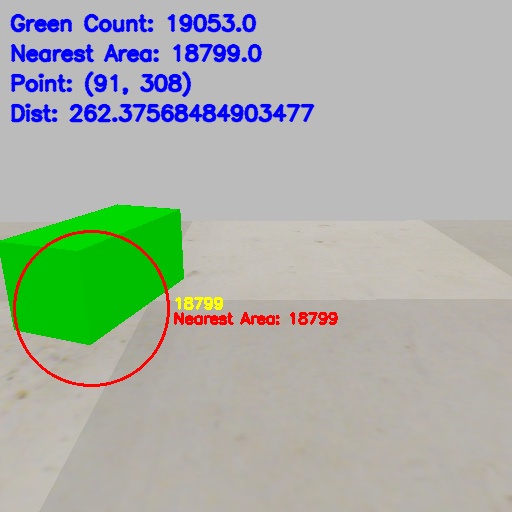 Green Count: 19053.0
Nearest Area: 18799.0
Point: (91, 308)
Dist: 262.37568484903477
18799
Nearest Area: 18799